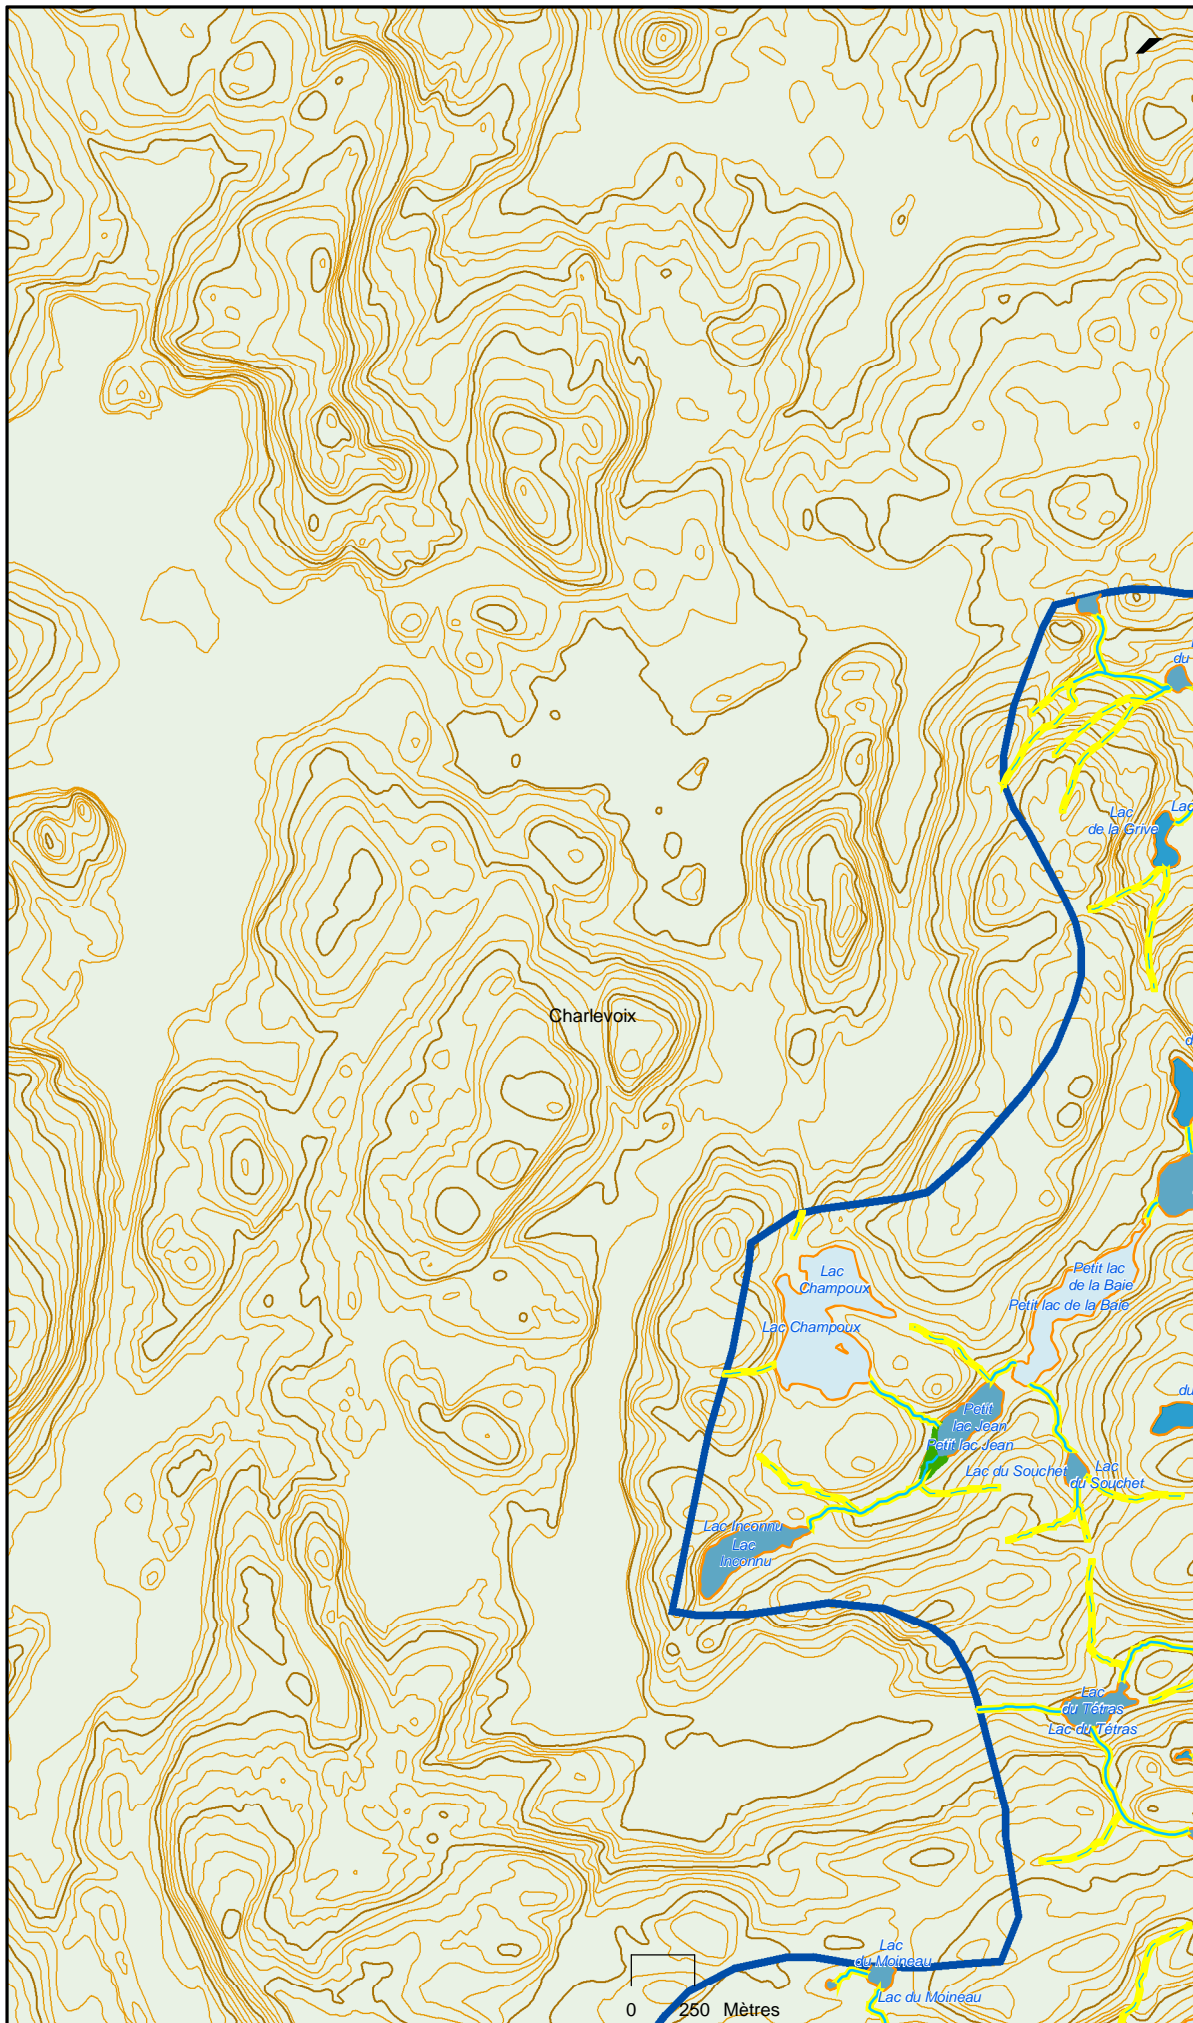 du
Lac
Lac
de la Grive
d
Charlevoix
Petit lac
de la Baie
Petit lac de la Baie
Lac
Champoux
Lac Champoux
du
Petit
lac Jean
Petit lac Jean
Lac du Souchet
Lac
du Souchet
Lac Inconnu
Lac
Inconnu
Lac
du Tétras
Lac du Tétras
Lac
du Moineau
Lac du Moineau
0 250 Mètres